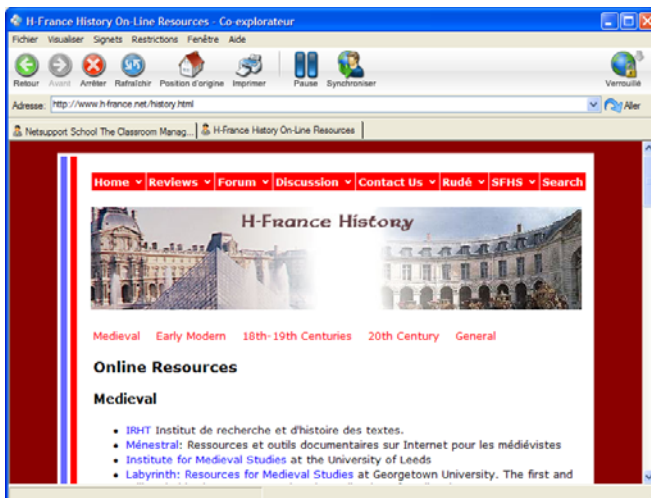 H-France History On-Line Resources - Co-explorateur
Fichier Visualiser Signets Restrictions Fenêtre Aide
Retour Avant Arrêter Rafraîchir Position d'origine Imprimer Pause Synchroniser Verrouillé
Adresse: http://www.h-france.net/history.html Aller
Netsupport School The Classroom Manag... H-France History On-Line Resources
Home Reviews Forum Discussion Contact Us Rudé SFHS Search
H-France History
Medieval Early Modern 18th-19th Centuries 20th Century General
Online Resources
Medieval
• IRHT Institut de recherche et d'histoire des textes.
• Ménestral: Ressources et outils documentaires sur Internet pour les médiévistes
• Institute for Medieval Studies at the University of Leeds
• Labyrinth: Resources for Medieval Studies at Georgetown University. The first and